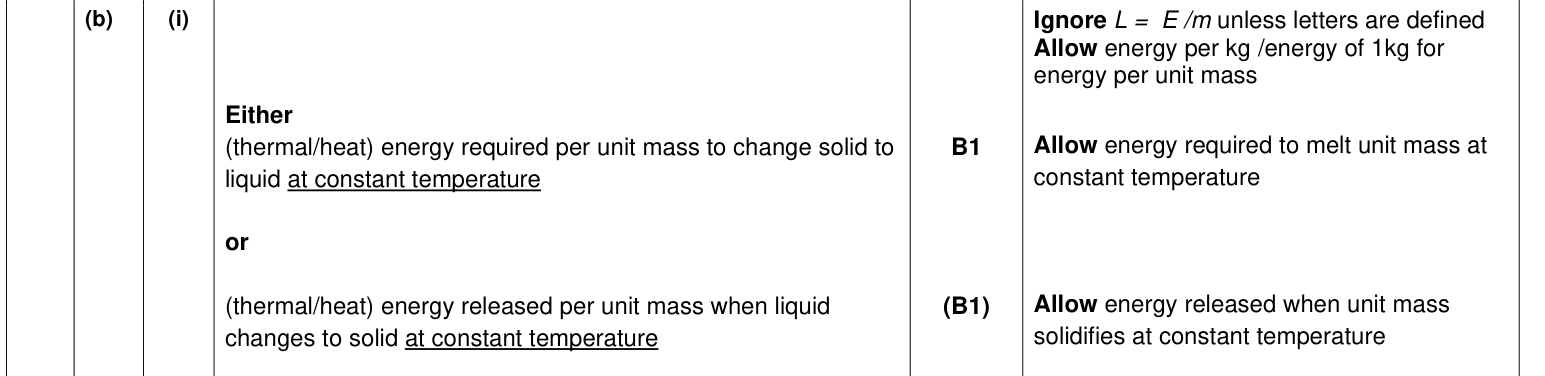 (b) (i)
Ignore L = E /m unless letters are defined
Allow energy per kg /energy of 1kg for
energy per unit mass
Either
(thermal/heat) energy required per unit mass to change solid to
liquid at constant temperature
B1
Allow energy required to melt unit mass at
constant temperature
or
(thermal/heat) energy released per unit mass when liquid
changes to solid at constant temperature
(B1)
Allow energy released when unit mass
solidifies at constant temperature